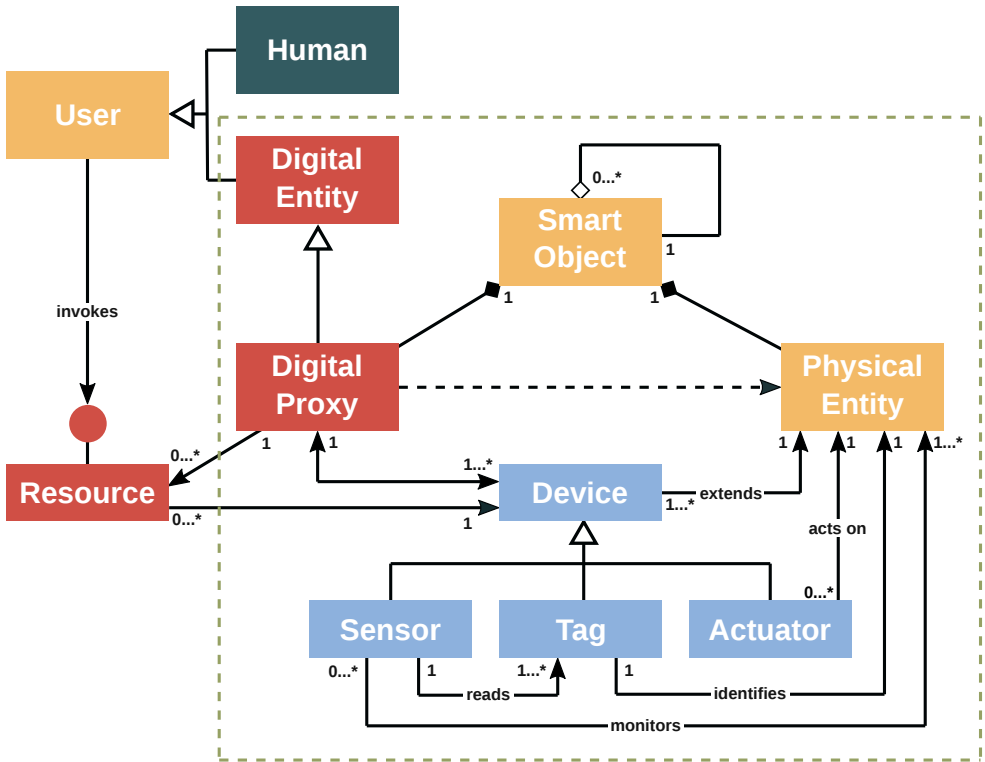 Human
User
Digital
Entity
0...*
Smart
Object
1
1
1
invokes
Digital
Proxy
Physical
Entity
1
1
1
1
1
1...*
0...*
1...*
Resource
Device
extends
1...*
0...*
1
acts on
0...*
Sensor
Tag
Actuator
0...*
1
1...*
1
reads
identifies
monitors